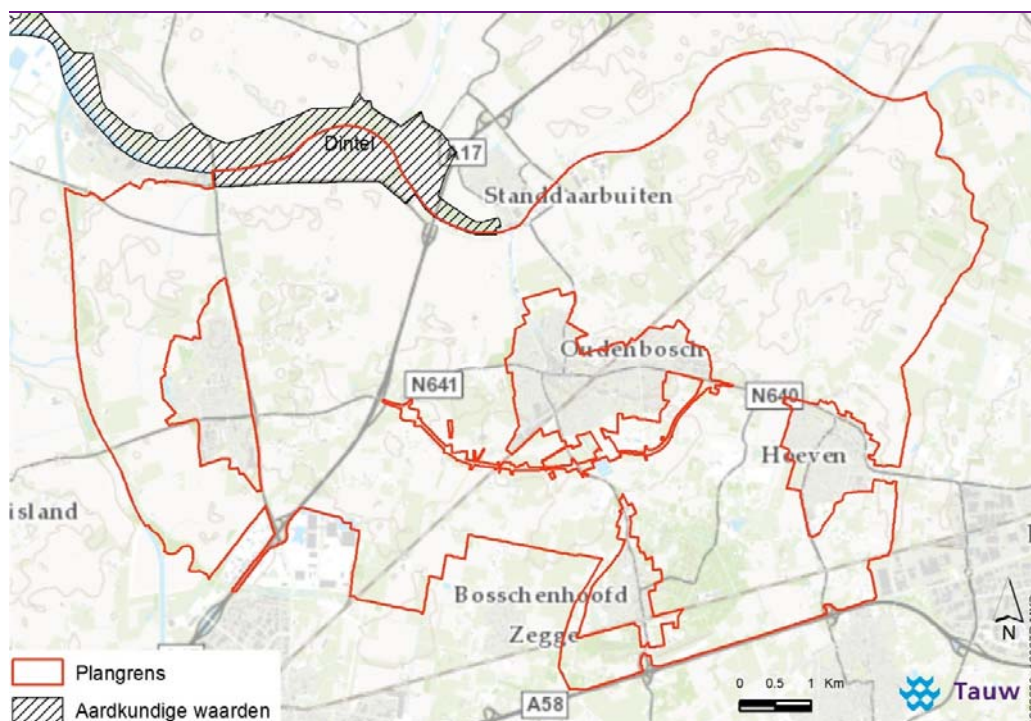 Dintel
A17
Standdaarbuiten
Oudenbosch
N641
N640
Hoeven
island
Bosschenhoofd
Zegge
A58
Plangrens
Aardkundige waarden
0 0.5 1 Km
N
Tauw